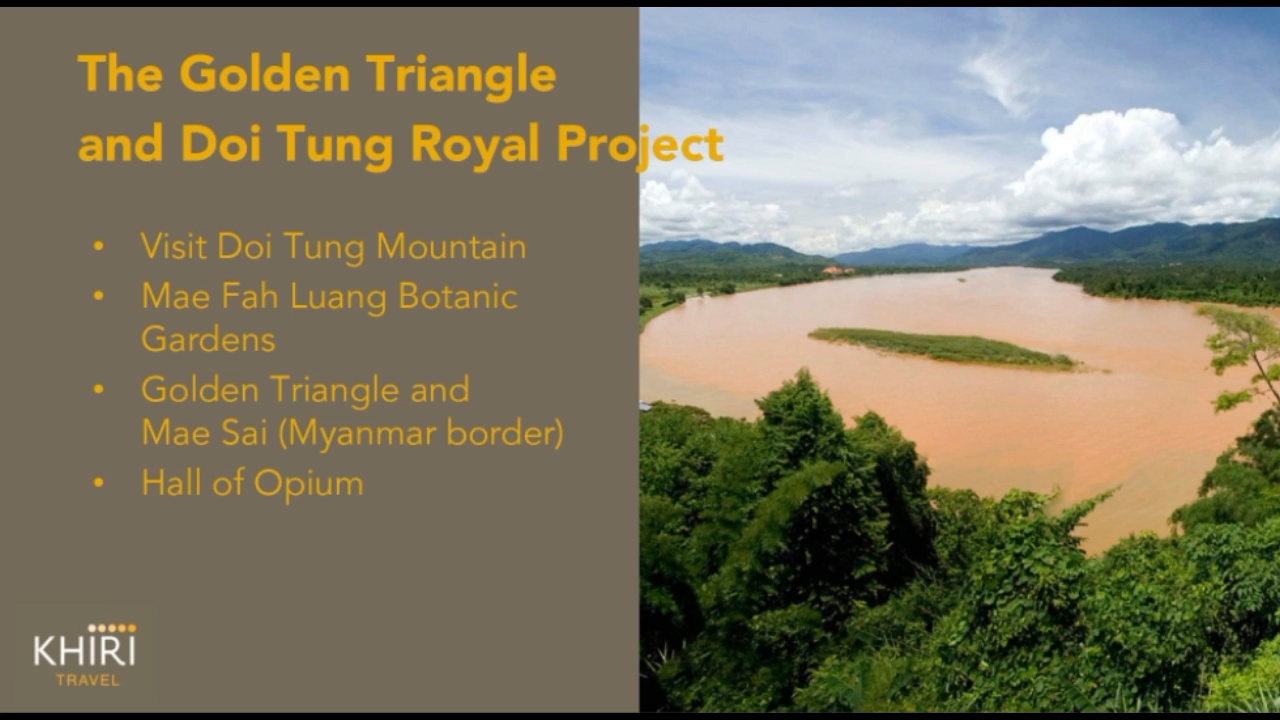 The Golden Triangle
and Doi Tung Royal Project
• Visit Doi Tung Mountain
• Mae Fah Luang Botanic
Gardens
• Golden Triangle and
Mae Sai (Myanmar border)
• Hall of Opium
KHIRI
TRAVEL